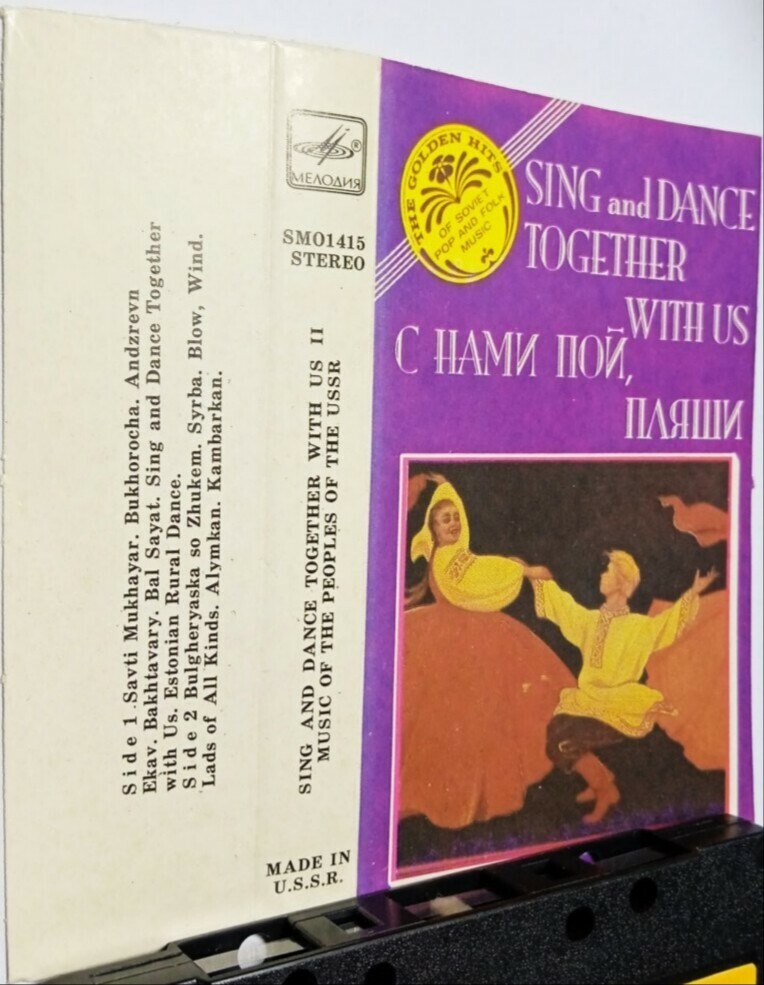 Side 1 Savti Mukhayar. Bukhorocha. Andzrevn
Ekav. Bakhtavary. Bal Sayat. Sing and Dance Together
with Us. Estonian Rural Dance.
Side 2 Bulgheryaska so Zhukem. Syrba. Blow, Wind.
Lads of All Kinds. Alymkan. Kambarkan.
МЕЛОДИЯ ®
SM01415
STEREO
SING AND DANCE TOGETHER WITH US II
MUSIC OF THE PEOPLES OF THE USSR
MADE IN
U.S.S.R.
THE GOLDEN HITS
OF SOVIET
POP AND FOLK
MUSIC
SING and DANCE
TOGETHER
WITH US
С НАМИ ПОЙ,
ПЛЯШИ